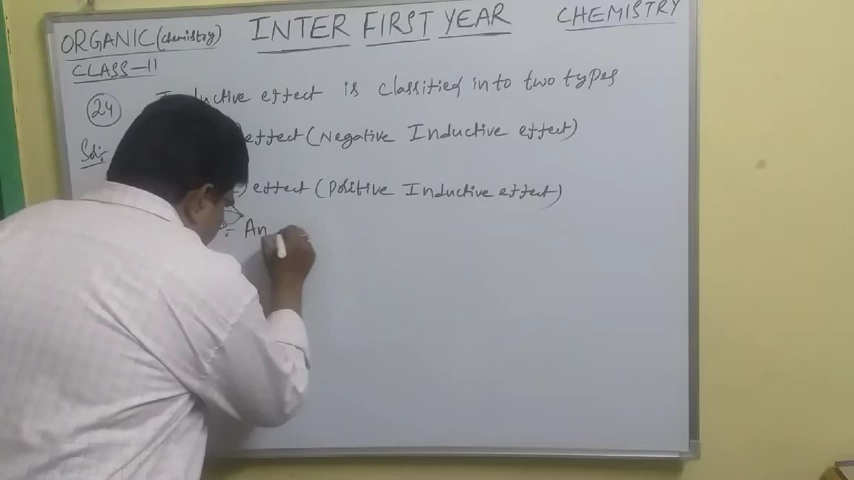 ORGANIC (chemistry) INTER FIRST YEAR CHEMISTRY
CLASS-11
24 Inductive effect is classified into two types
Sol:- effect (Negative Inductive effect)
effect (Positive Inductive effect)
:- An